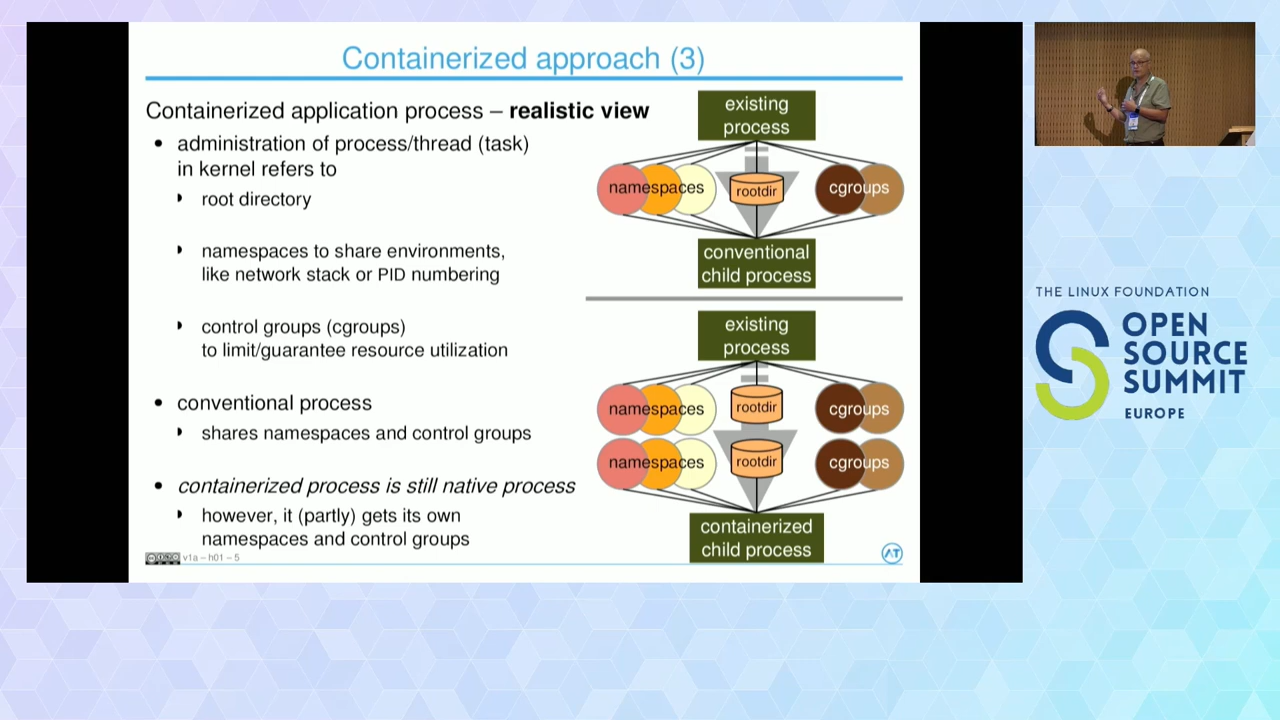 Containerized approach (3)
Containerized application process – realistic view
• administration of process/thread (task)
in kernel refers to
root directory
namespaces to share environments,
like network stack or PID numbering
control groups (cgroups)
to limit/guarantee resource utilization
• conventional process
shares namespaces and control groups
• containerized process is still native process
however, it (partly) gets its own
namespaces and control groups
v1a – h01 – 5
existing
process
namespaces
rootdir
cgroups
conventional
child process
existing
process
namespaces
rootdir
cgroups
namespaces
rootdir
cgroups
containerized
child process
AT
THE LINUX FOUNDATION
OPEN
SOURCE
SUMMIT
EUROPE